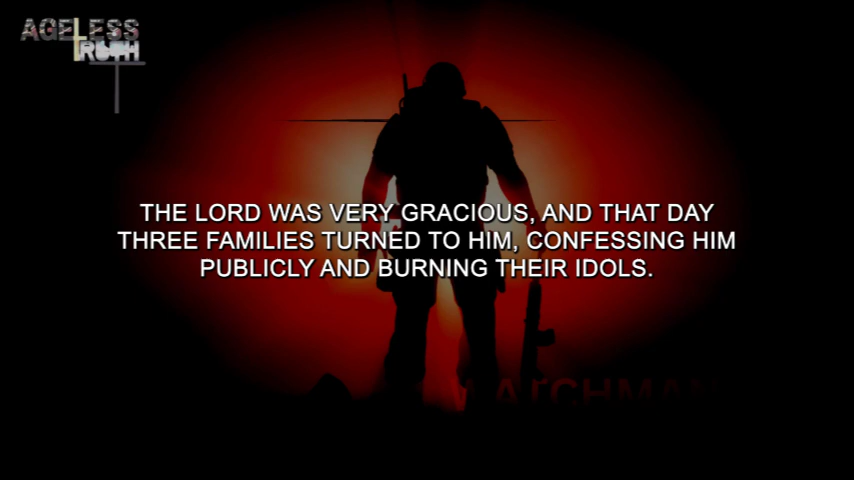 AGELESS
TRUTH
THE LORD WAS VERY GRACIOUS, AND THAT DAY
THREE FAMILIES TURNED TO HIM, CONFESSING HIM
PUBLICLY AND BURNING THEIR IDOLS.
WATCHMAN